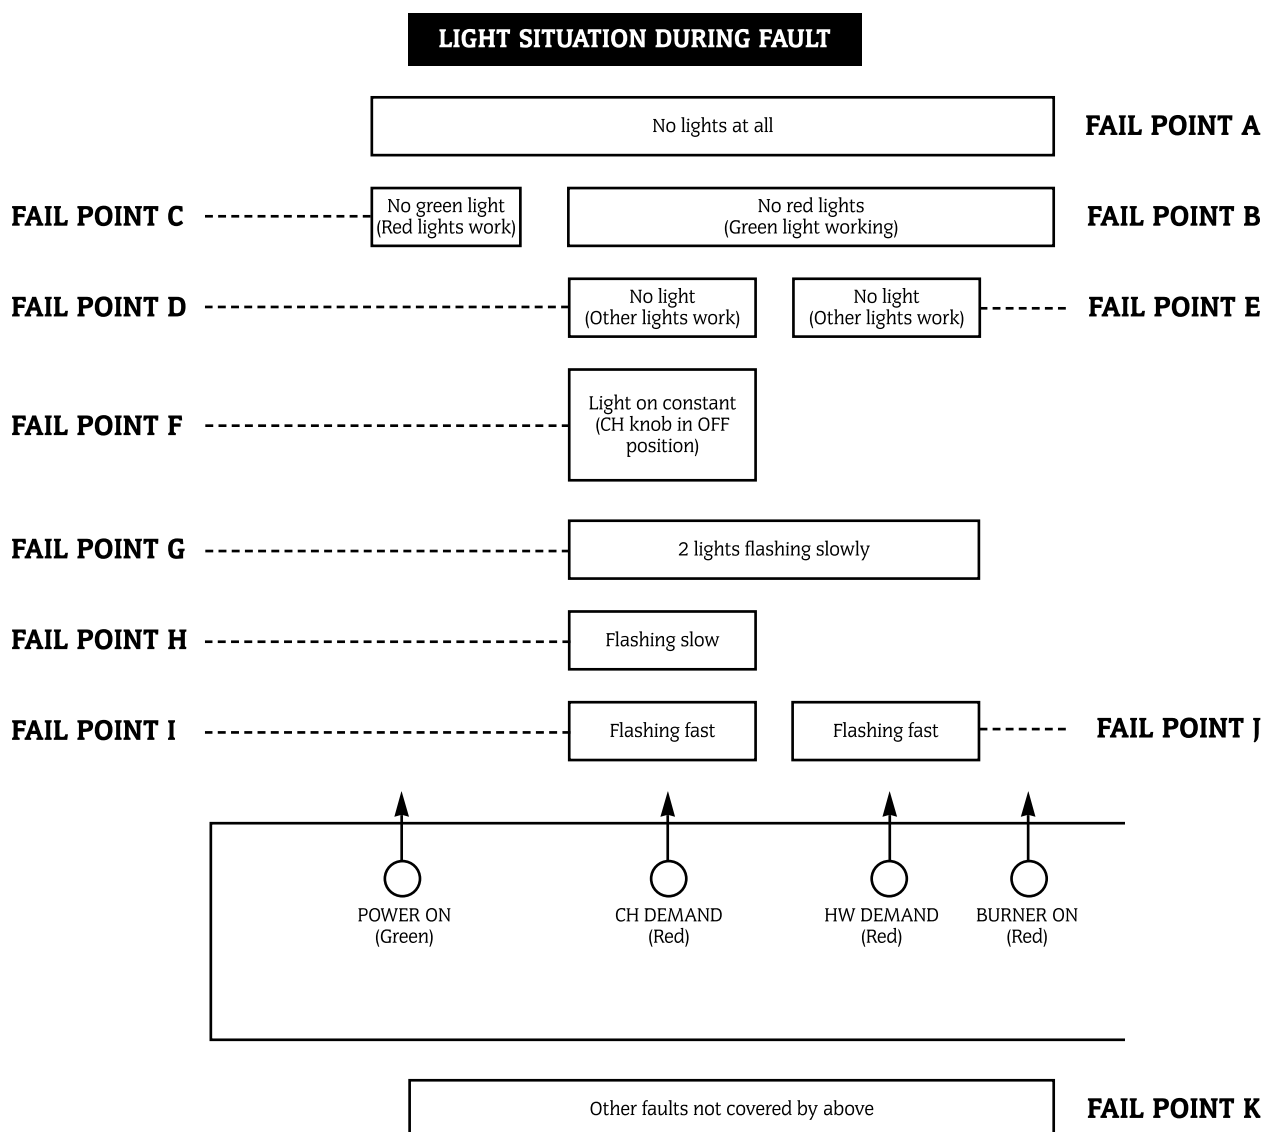 LIGHT SITUATION DURING FAULT
No lights at all
FAIL POINT A
FAIL POINT C
No green light
(Red lights work)
No red lights
(Green light working)
FAIL POINT B
FAIL POINT D
No light
(Other lights work)
No light
(Other lights work)
FAIL POINT E
FAIL POINT F
Light on constant
(CH knob in OFF
position)
FAIL POINT G
2 lights flashing slowly
FAIL POINT H
Flashing slow
FAIL POINT I
Flashing fast
Flashing fast
FAIL POINT J
POWER ON
(Green)
CH DEMAND
(Red)
HW DEMAND
(Red)
BURNER ON
(Red)
Other faults not covered by above
FAIL POINT K